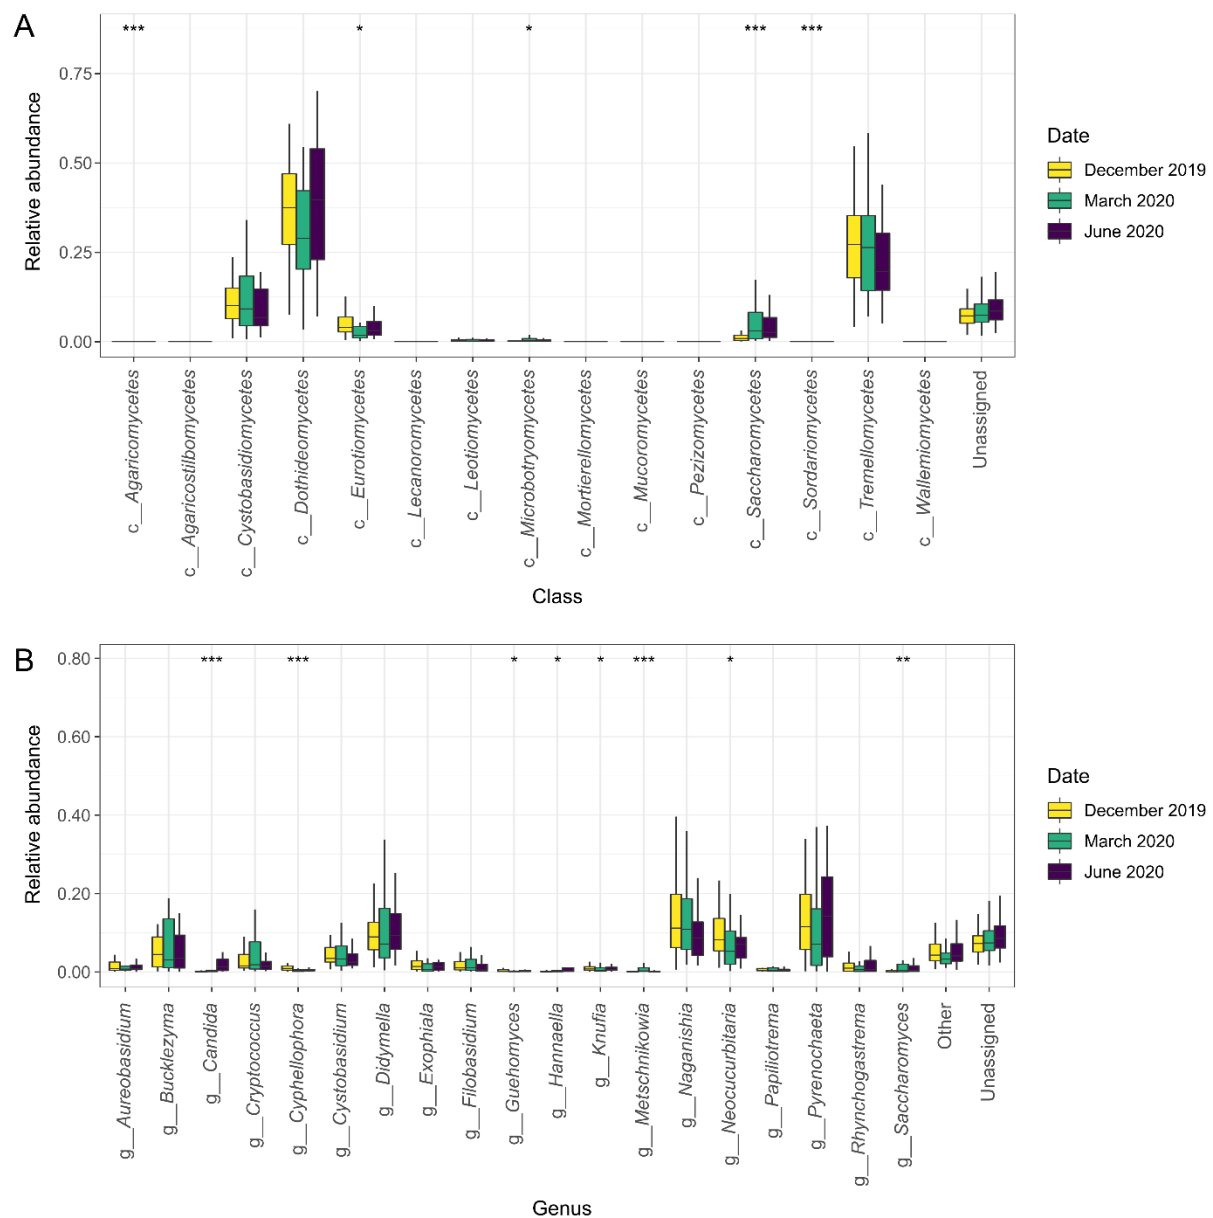 A
*** * * *** ***
0.75
0.50
0.25
0.00
Relative abundance
c__Agaricomycetes
c__Agaricostilbomycetes
c__Cystobasidiomycetes
c__Dothideomycetes
c__Eurotiomycetes
c__Lecanoromycetes
c__Leotiomycetes
c__Microbotryomycetes
c__Mortierellomycetes
c__Mucoromycetes
c__Pezizomycetes
c__Saccharomycetes
c__Sordariomycetes
c__Tremellomycetes
c__Wallemiomycetes
Unassigned
Class
Date
December 2019
March 2020
June 2020
B
*** *** * * * *** * **
0.80
0.60
0.40
0.20
0.00
Relative abundance
g__Aureobasidium
g__Bucklezyma
g__Candida
g__Cryptococcus
g__Cyphellophora
g__Cystobasidium
g__Didymella
g__Exophiala
g__Filobasidium
g__Guehomyces
g__Hannaella
g__Knufia
g__Metschnikowia
g__Naganishia
g__Neocucurbitaria
g__Papiliotrema
g__Pyrenochaeta
g__Rhynchogastrema
g__Saccharomyces
Other
Unassigned
Genus
Date
December 2019
March 2020
June 2020